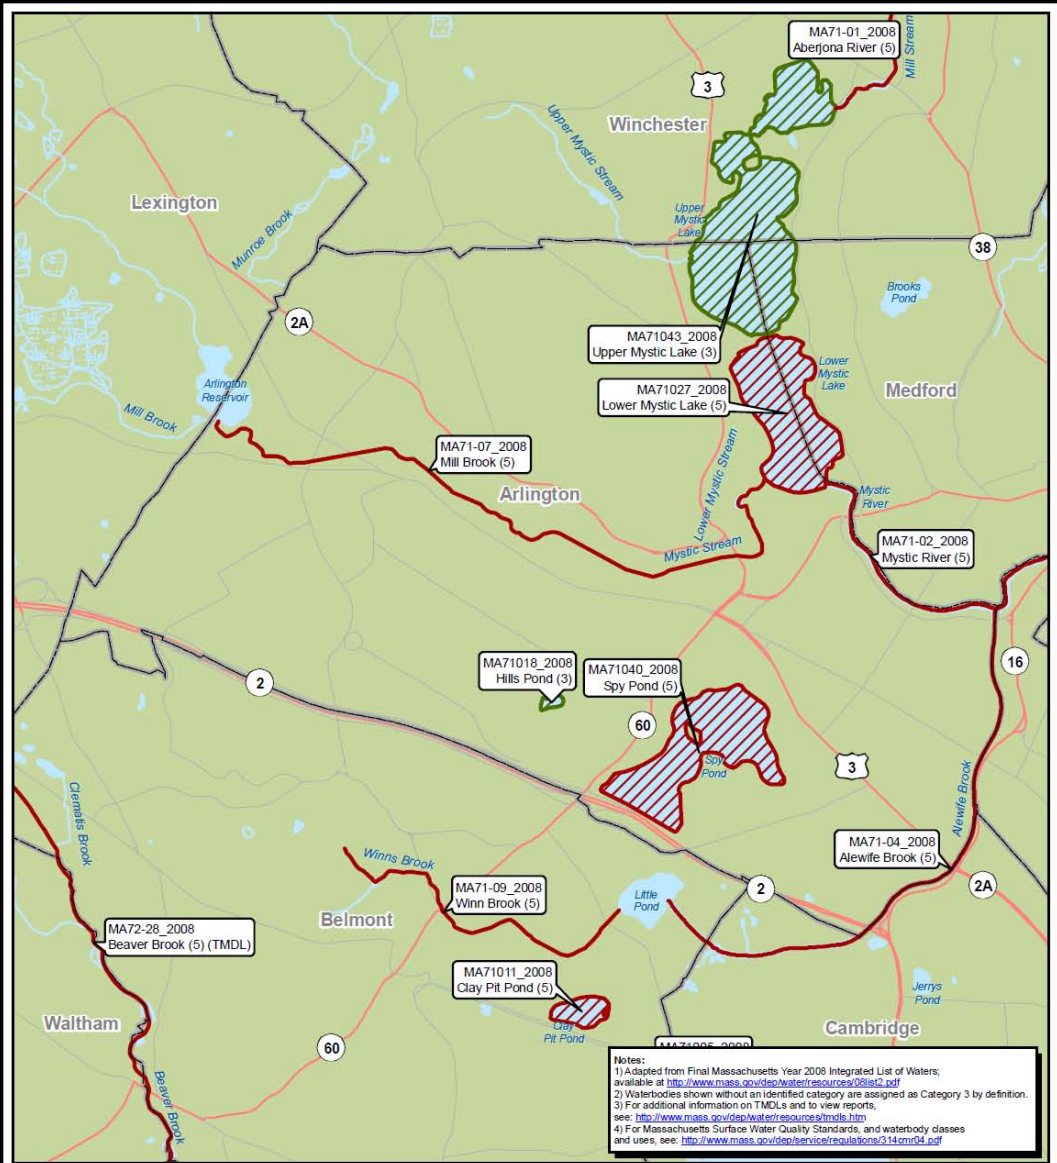 MA71-01_2008
Aberjona River (5)
Mill Stream
3
Winchester
Upper Mystic Stream
Lexington
Munroe Brook
Upper
Mystic
Lake
38
Brooks
Pond
2A
MA71043_2008
Upper Mystic Lake (3)
Lower
Mystic
Lake
Arlington
Reservoir
MA71027_2008
Lower Mystic Lake (5)
Medford
Mill Brook
MA71-07_2008
Mill Brook (5)
Lower Mystic Stream
Arlington
Mystic
River
Mystic Stream
MA71-02_2008
Mystic River (5)
MA71018_2008
Hills Pond (3)
MA71040_2008
Spy Pond (5)
16
2
60
Spy
Pond
3
Clematis Brook
Alewife Brook
MA71-04_2008
Alewife Brook (5)
Winns Brook
MA71-09_2008
Winn Brook (5)
Little
Pond
2
2A
Belmont
MA72-28_2008
Beaver Brook (5) (TMDL)
MA71011_2008
Clay Pit Pond (5)
Jerrys
Pond
Waltham
Clay
Pit Pond
Cambridge
60
Beaver Brook
Notes:
1) Adapted from Final Massachusetts Year 2008 Integrated List of Waters;
available at http://www.mass.gov/dep/water/resources/08list2.pdf
2) Waterbodies shown without an identified category are assigned as Category 3 by definition.
3) For additional information on TMDLs and to view reports,
see: http://www.mass.gov/dep/water/resources/tmdls.htm
4) For Massachusetts Surface Water Quality Standards, and waterbody classes
and uses, see: http://www.mass.gov/dep/service/regulations/314cmr04.pdf